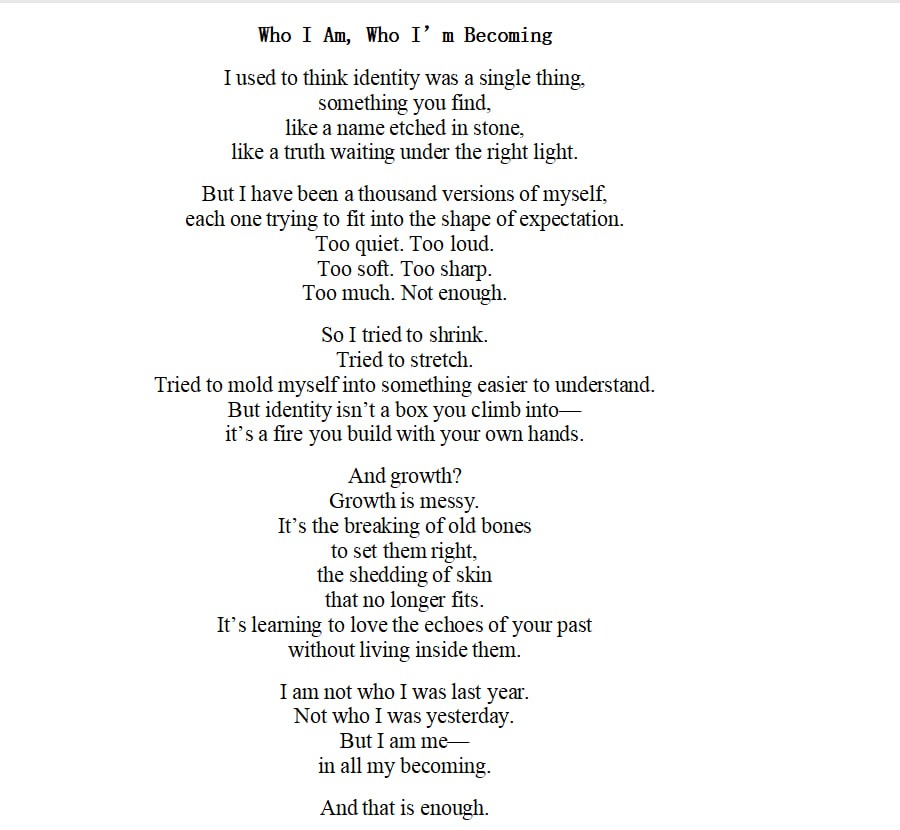 Who I Am, Who I’m Becoming
I used to think identity was a single thing,
something you find,
like a name etched in stone,
like a truth waiting under the right light.
But I have been a thousand versions of myself,
each one trying to fit into the shape of expectation.
Too quiet. Too loud.
Too soft. Too sharp.
Too much. Not enough.
So I tried to shrink.
Tried to stretch.
Tried to mold myself into something easier to understand.
But identity isn’t a box you climb into—
it’s a fire you build with your own hands.
And growth?
Growth is messy.
It’s the breaking of old bones
to set them right,
the shedding of skin
that no longer fits.
It’s learning to love the echoes of your past
without living inside them.
I am not who I was last year.
Not who I was yesterday.
But I am me—
in all my becoming.
And that is enough.